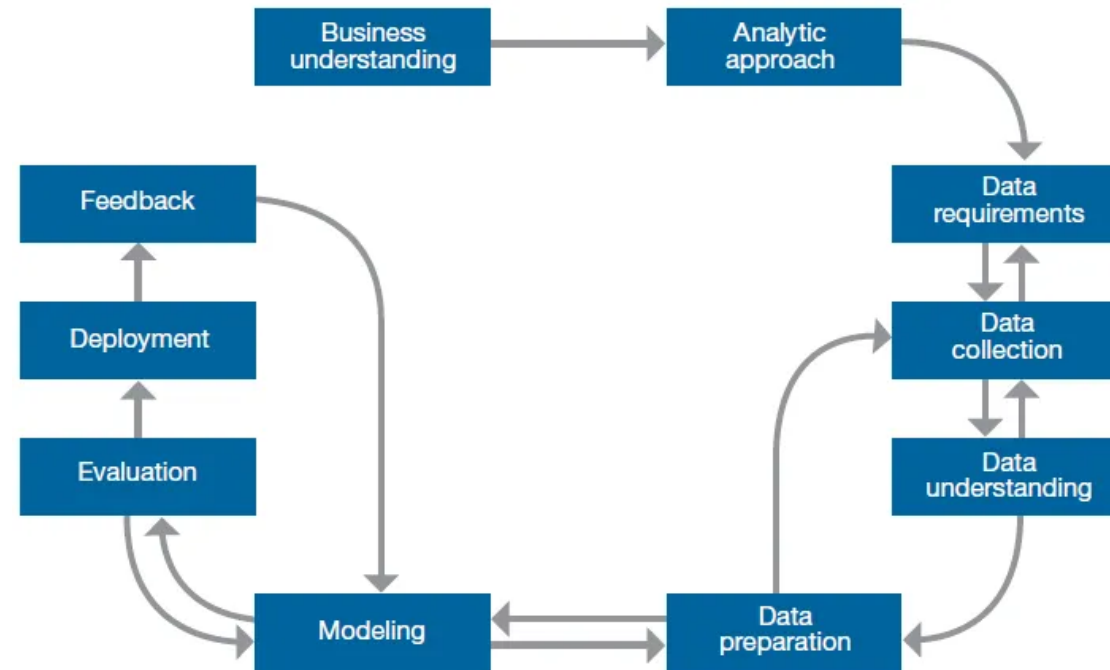 Business
understanding
Analytic
approach
Feedback
Data
requirements
Deployment
Data
collection
Evaluation
Data
understanding
Modeling
Data
preparation